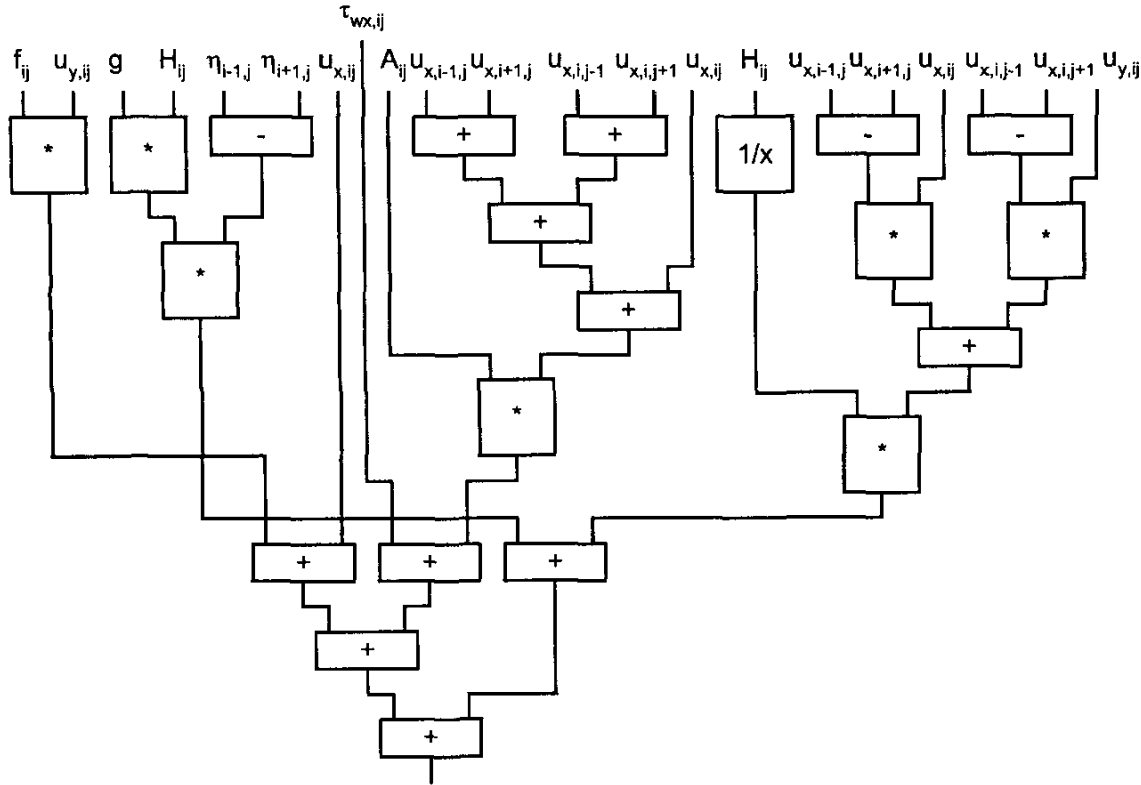 τwx,ij
fij uy,ij g Hij ηi-1,j ηi+1,j ux,ij Aij ux,i-1,j ux,i+1,j ux,i,j-1 ux,i,j+1 ux,ij Hij ux,i-1,j ux,i+1,j ux,ij ux,i,j-1 ux,i,j+1 uy,ij
* * - + + 1/x - -
+ * *
*
+
+
*
*
+ + +
+
+